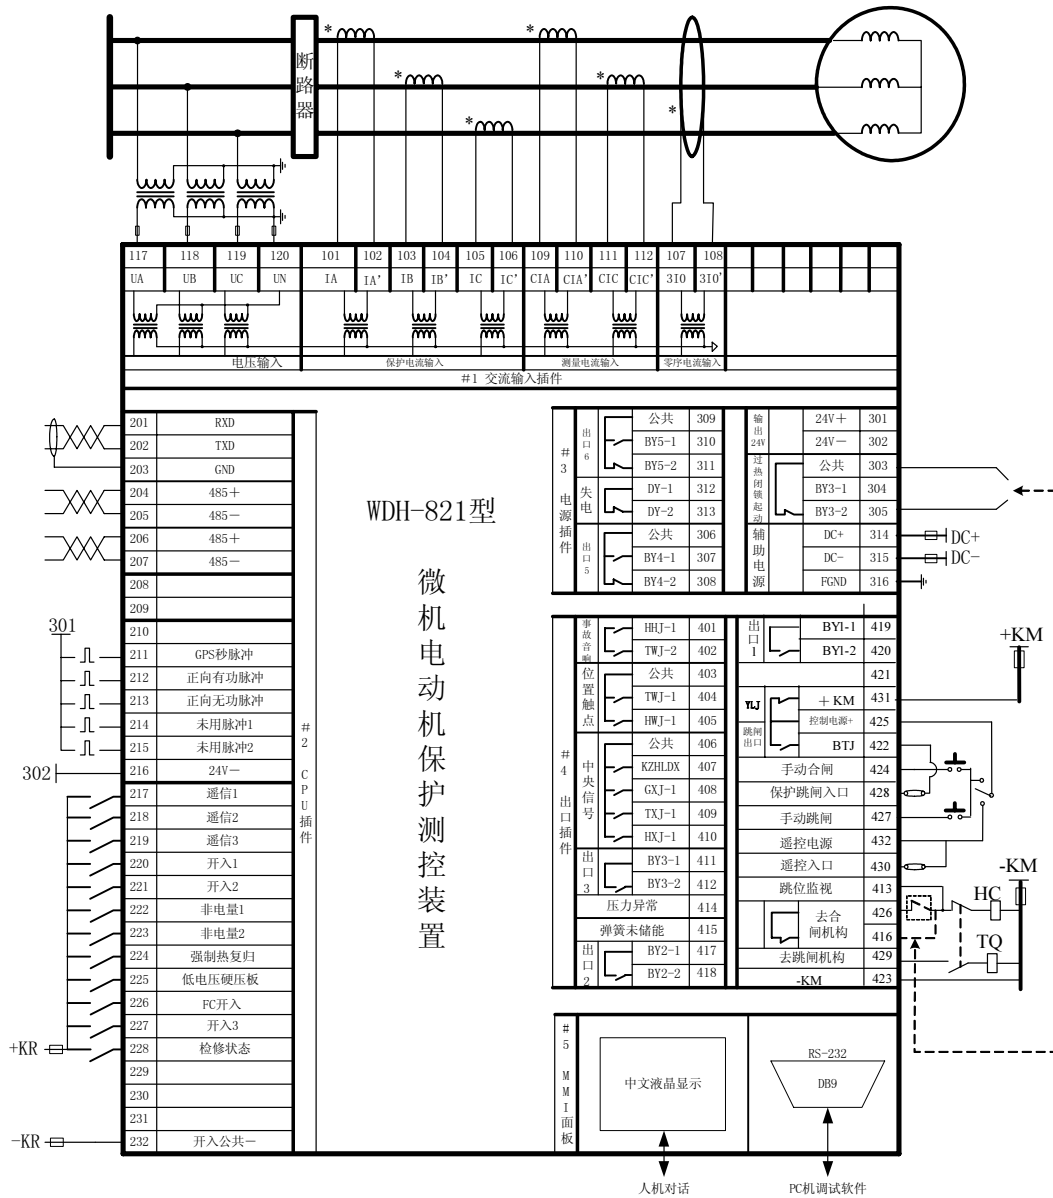 *
*
*
*
*
*
断路器
117 118 119 120 101 102 103 104 105 106 109 110 111 112 107 108
UA UB UC UN IA IA' IB IB' IC IC' CIA CIA' CIC CIC' 3I0 3I0'
电压输入 保护电流输入 测量电流输入 零序电流输入
#1 交流输入插件
201 RXD
202 TXD
203 GND
204 485+
205 485-
206 485+
207 485-
208
209
210
211 GPS秒脉冲
212 正向有功脉冲
213 正向无功脉冲
214 未用脉冲1
215 未用脉冲2
216 24V-
217 遥信1
218 遥信2
219 遥信3
220 开入1
221 开入2
222 非电量1
223 非电量2
224 强制热复归
225 低电压硬压板
226 FC开入
227 开入3
228 检修状态
229
230
231
232 开入公共-
301
302
+KR
-KR
#2 CPU插件
WDH-821型
微机电动机保护测控装置
#3 电源插件
出口6
公共 309
BY5-1 310
BY5-2 311
失电
DY-1 312
DY-2 313
出口5
公共 306
BY4-1 307
BY4-2 308
输出24V
24V+ 301
24V- 302
过热闭锁起动
公共 303
BY3-1 304
BY3-2 305
辅助电源
DC+ 314
DC- 315
FGND 316
DC+
DC-
#4 出口插件
事故音响
HHJ-1 401
TWJ-2 402
位置触点
公共 403
TWJ-1 404
HWJ-1 405
中央信号
公共 406
KZHLDX 407
GXJ-1 408
TXJ-1 409
HXJ-1 410
出口3
BY3-1 411
BY3-2 412
压力异常 414
弹簧未储能 415
出口2
BY2-1 417
BY2-2 418
出口1
BY1-1 419
BY1-2 420
421
YLJ
+KM 431
跳闸出口
控制电源+ 425
BTJ 422
手动合闸 424
保护跳闸入口 428
手动跳闸 427
遥控电源 432
遥控入口 430
跳位监视 413
去合闸机构 426
416
去跳闸机构 429
-KM 423
+KM
-KM
HC
TQ
#5 MMI面板
中文液晶显示
RS-232
DB9
人机对话
PC机调试软件